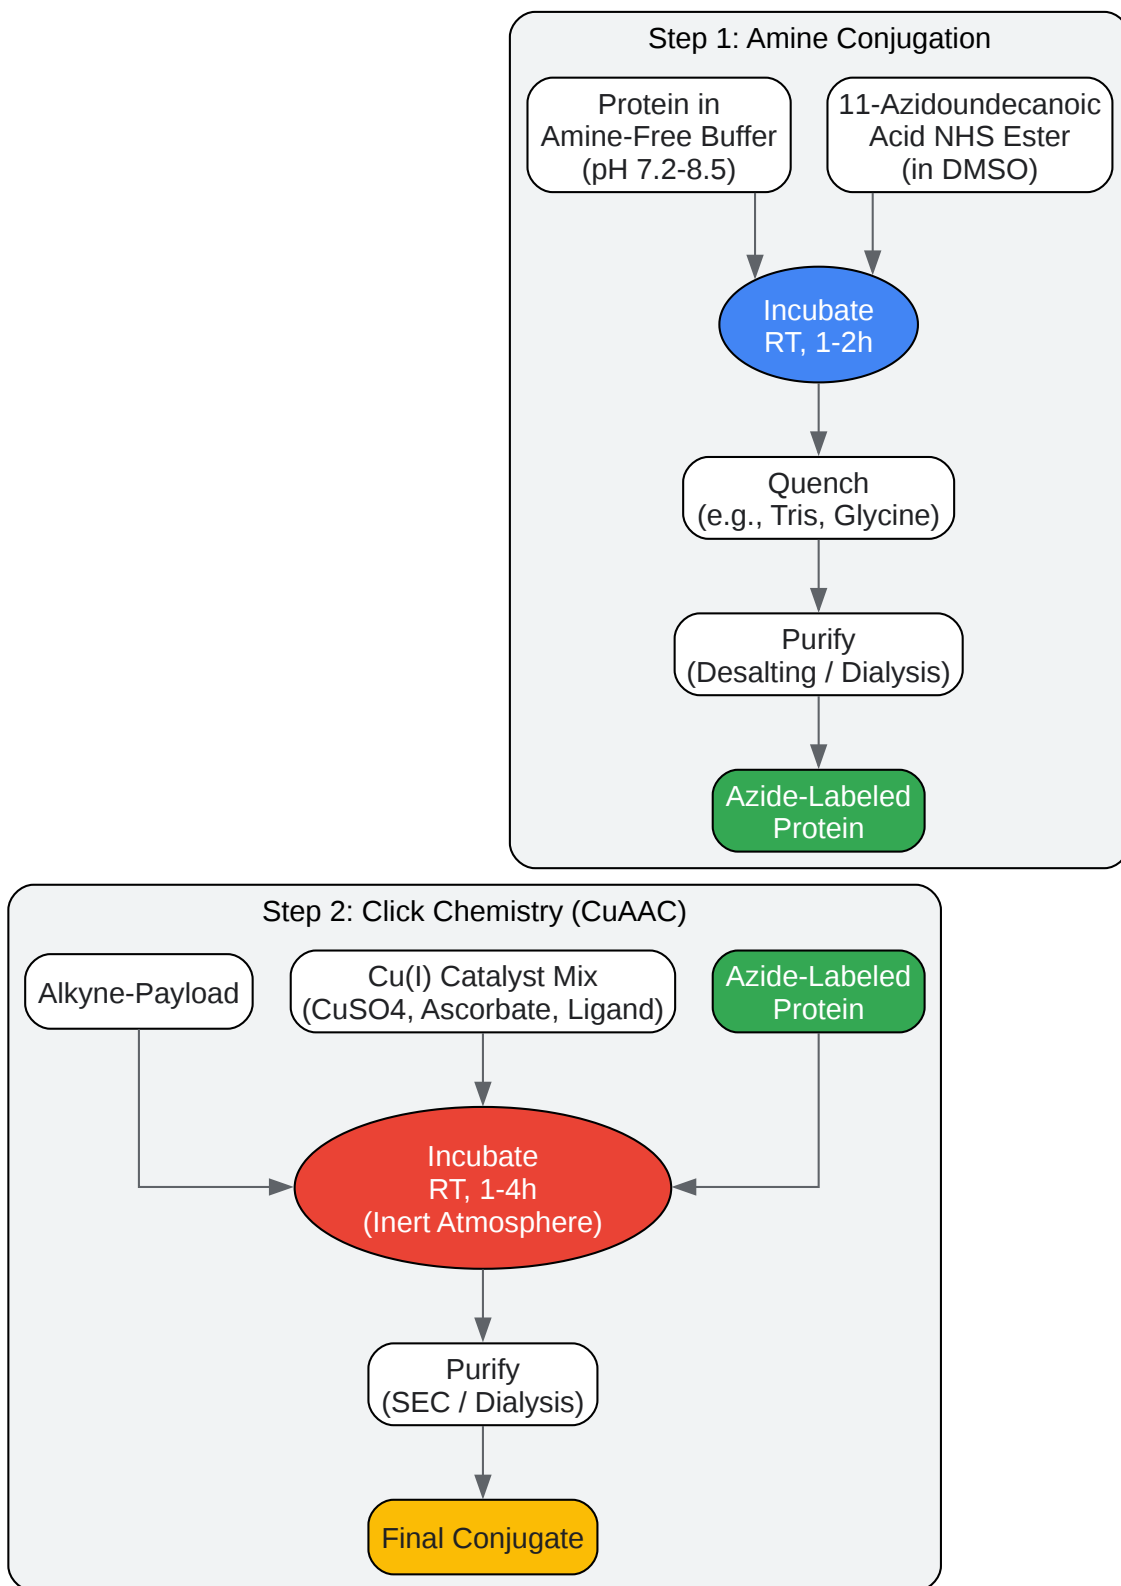 Step 1: Amine Conjugation
Protein in
Amine-Free Buffer
(pH 7.2-8.5)
11-Azidoundecanoic
Acid NHS Ester
(in DMSO)
Incubate
RT, 1-2h
Quench
(e.g., Tris, Glycine)
Purify
(Desalting / Dialysis)
Azide-Labeled
Protein
Step 2: Click Chemistry (CuAAC)
Alkyne-Payload
Cu(I) Catalyst Mix
(CuSO4, Ascorbate, Ligand)
Azide-Labeled
Protein
Incubate
RT, 1-4h
(Inert Atmosphere)
Purify
(SEC / Dialysis)
Final Conjugate